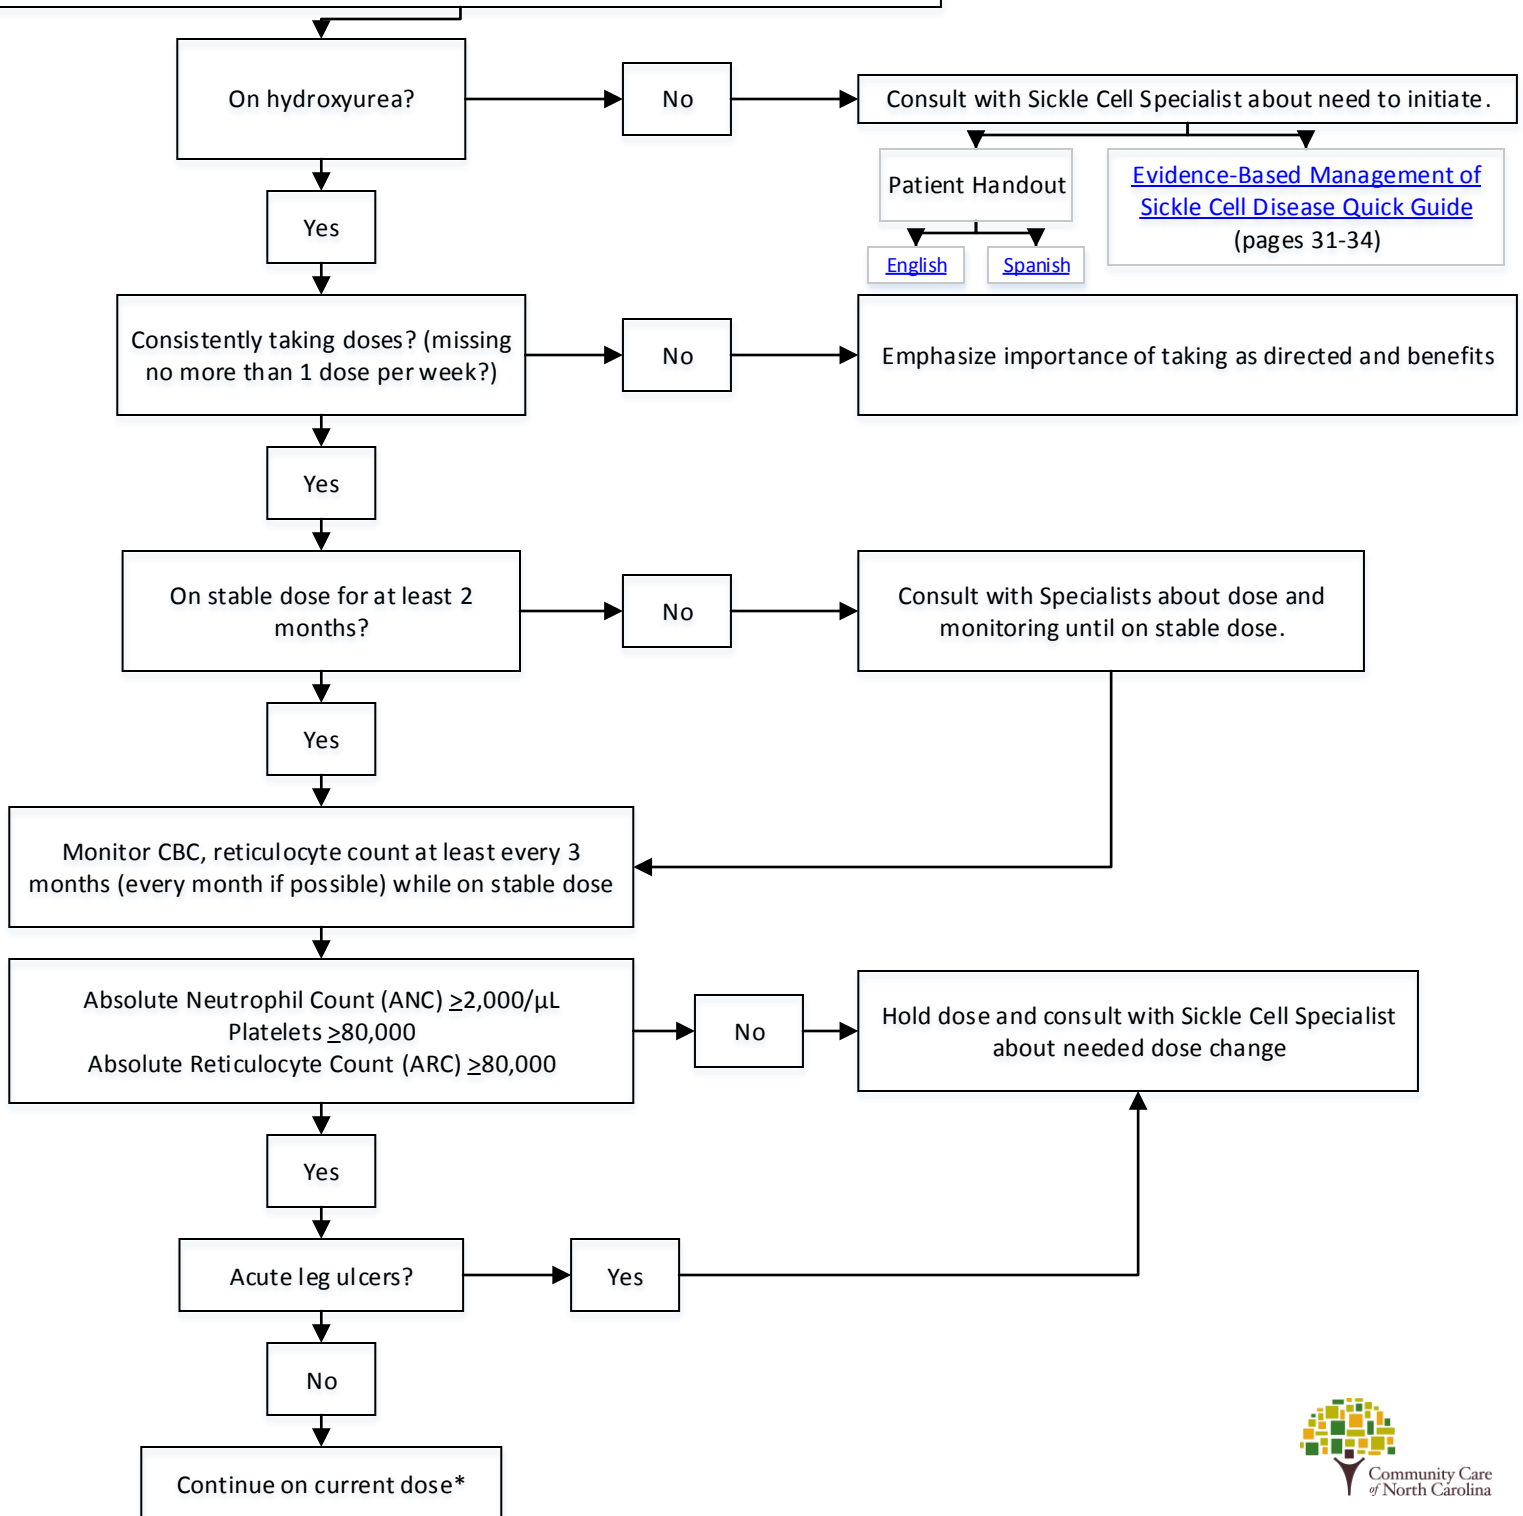 On hydroxyurea?
No
Consult with Sickle Cell Specialist about need to initiate.
Patient Handout
English
Spanish
Evidence-Based Management of
Sickle Cell Disease Quick Guide
(pages 31-34)
Yes
Consistently taking doses? (missing
no more than 1 dose per week?)
No
Emphasize importance of taking as directed and benefits
Yes
On stable dose for at least 2
months?
No
Consult with Specialists about dose and
monitoring until on stable dose.
Yes
Monitor CBC, reticulocyte count at least every 3
months (every month if possible) while on stable dose
Absolute Neutrophil Count (ANC) ≥2,000/µL
Platelets ≥80,000
Absolute Reticulocyte Count (ARC) ≥80,000
No
Hold dose and consult with Sickle Cell Specialist
about needed dose change
Yes
Acute leg ulcers?
Yes
No
Continue on current dose*
Community Care
of North Carolina